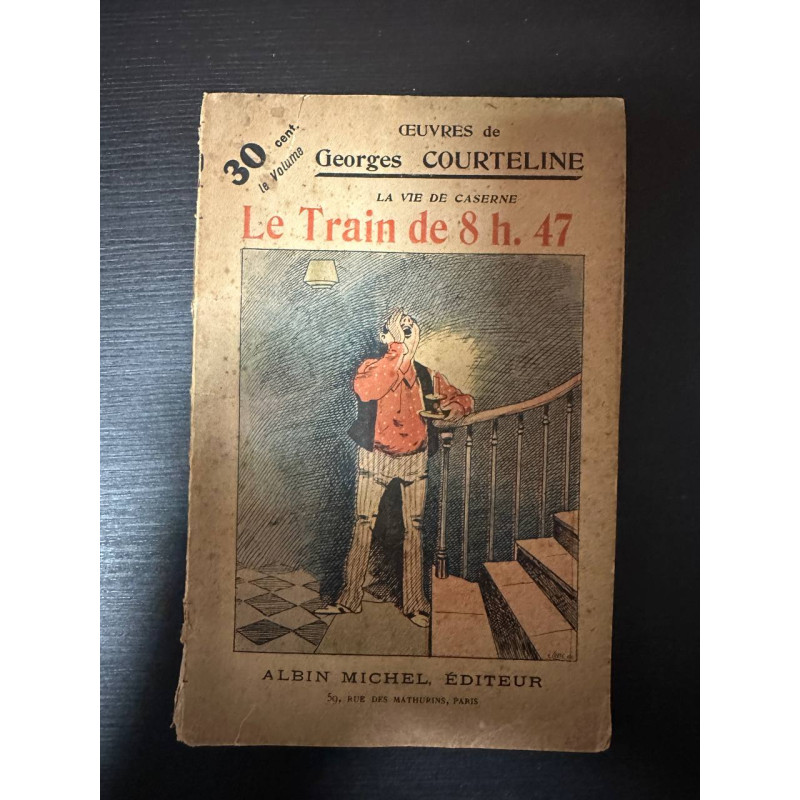 30 cent.
le Volume
ŒUVRES de
Georges COURTELINE
LA VIE DE CASERNE
Le Train de 8 h. 47
ALBIN MICHEL, ÉDITEUR
59, RUE DES MATHURINS, PARIS